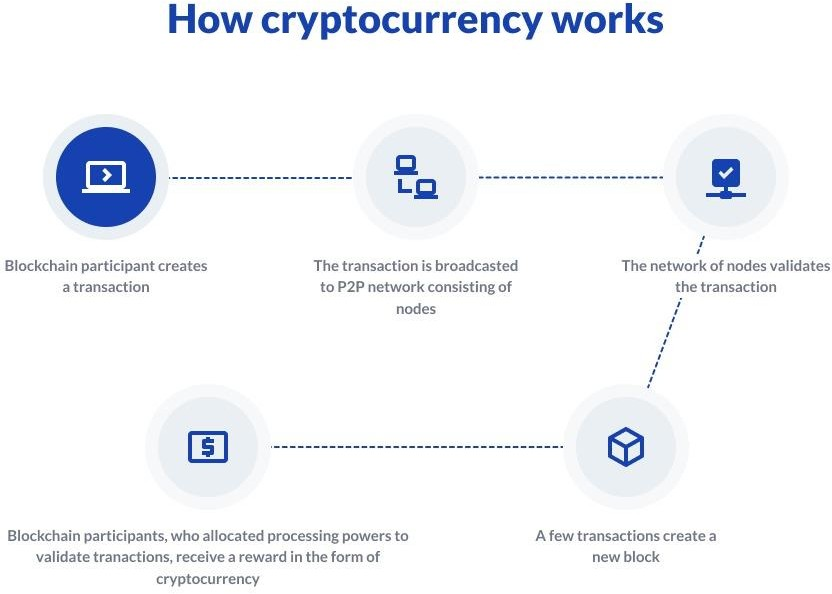 How cryptocurrency works
Blockchain participant creates
a transaction
The transaction is broadcasted
to P2P network consisting of
nodes
The network of nodes validates
the transaction
A few transactions create a
new block
Blockchain participants, who allocated processing powers to
validate tranactions, receive a reward in the form of
cryptocurrency